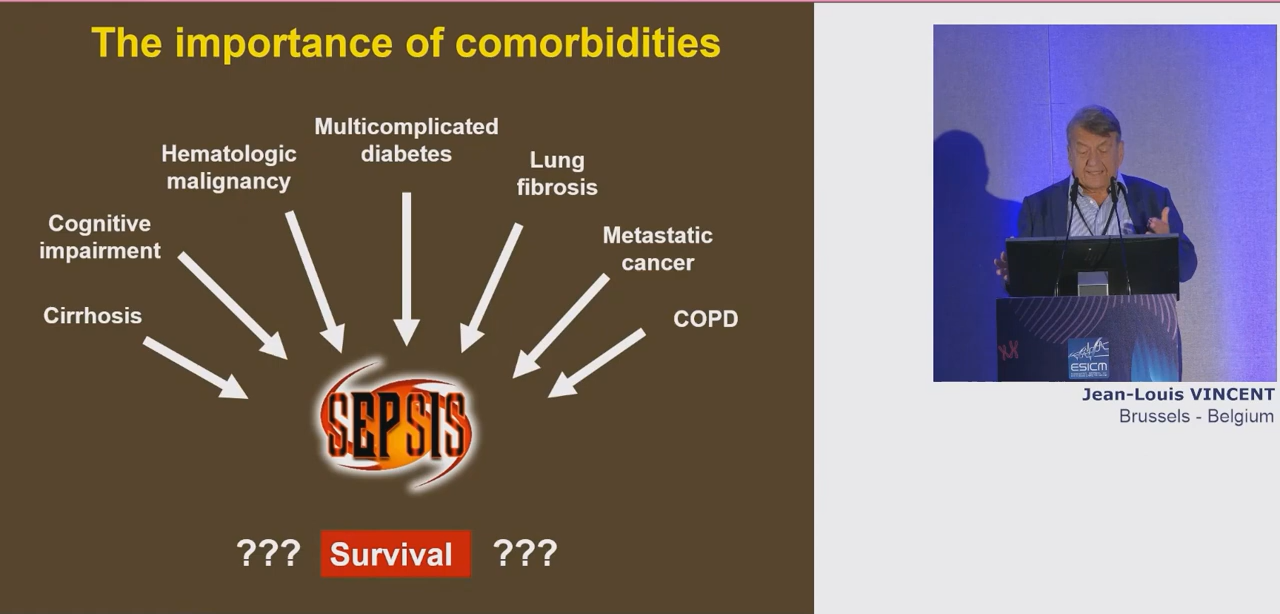 The importance of comorbidities
Multicomplicated
diabetes
Hematologic
malignancy
Lung
fibrosis
Cognitive
impairment
Metastatic
cancer
Cirrhosis
COPD
SEPSIS
??? Survival ???
ESICM
Jean-Louis VINCENT
Brussels - Belgium